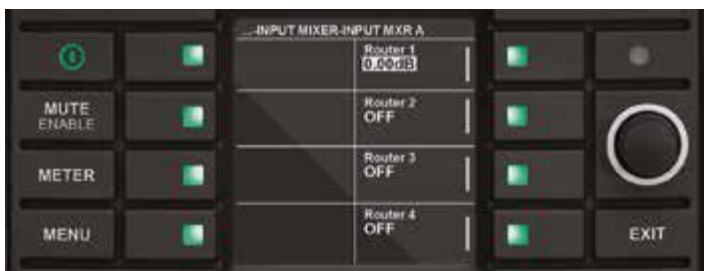 ...-INPUT MIXER-INPUT MXR A
Router 1
0.00dB
MUTE
ENABLE
Router 2
OFF
METER
Router 3
OFF
MENU
Router 4
OFF
EXIT